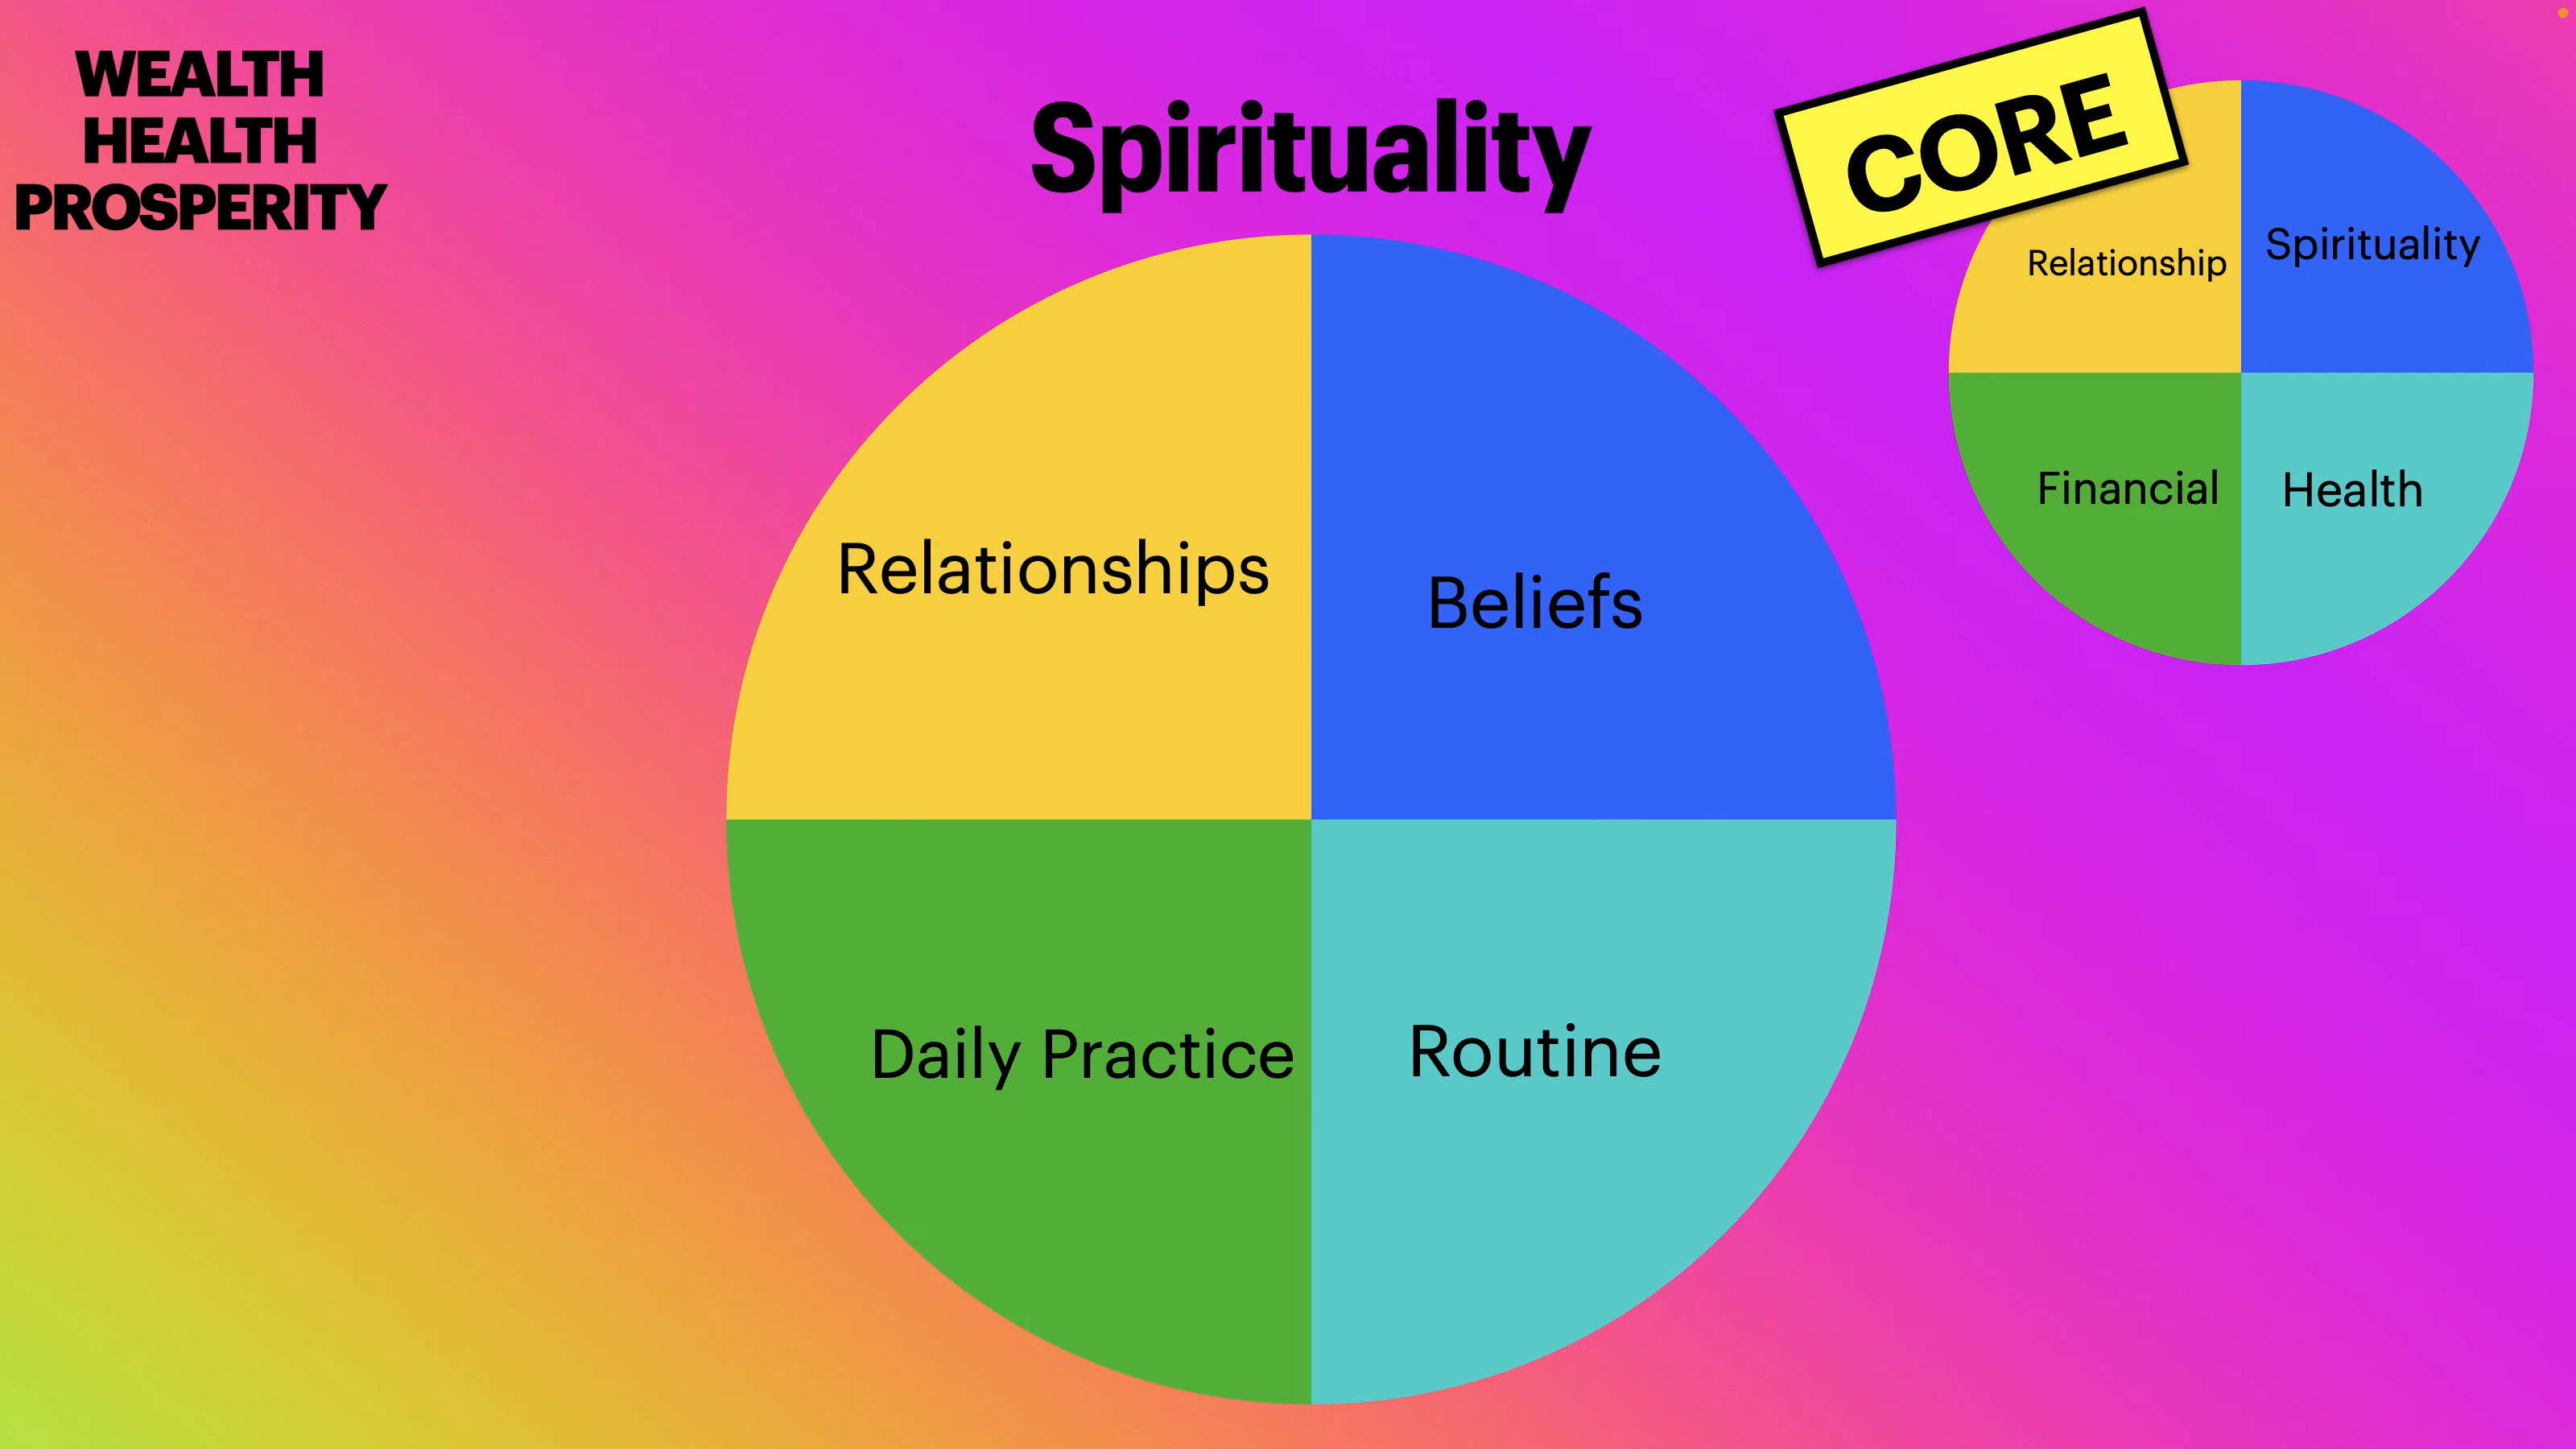 WEALTH
HEALTH
PROSPERITY
Spirituality
CORE
Relationship
Spirituality
Financial
Health
Relationships
Beliefs
Daily Practice
Routine